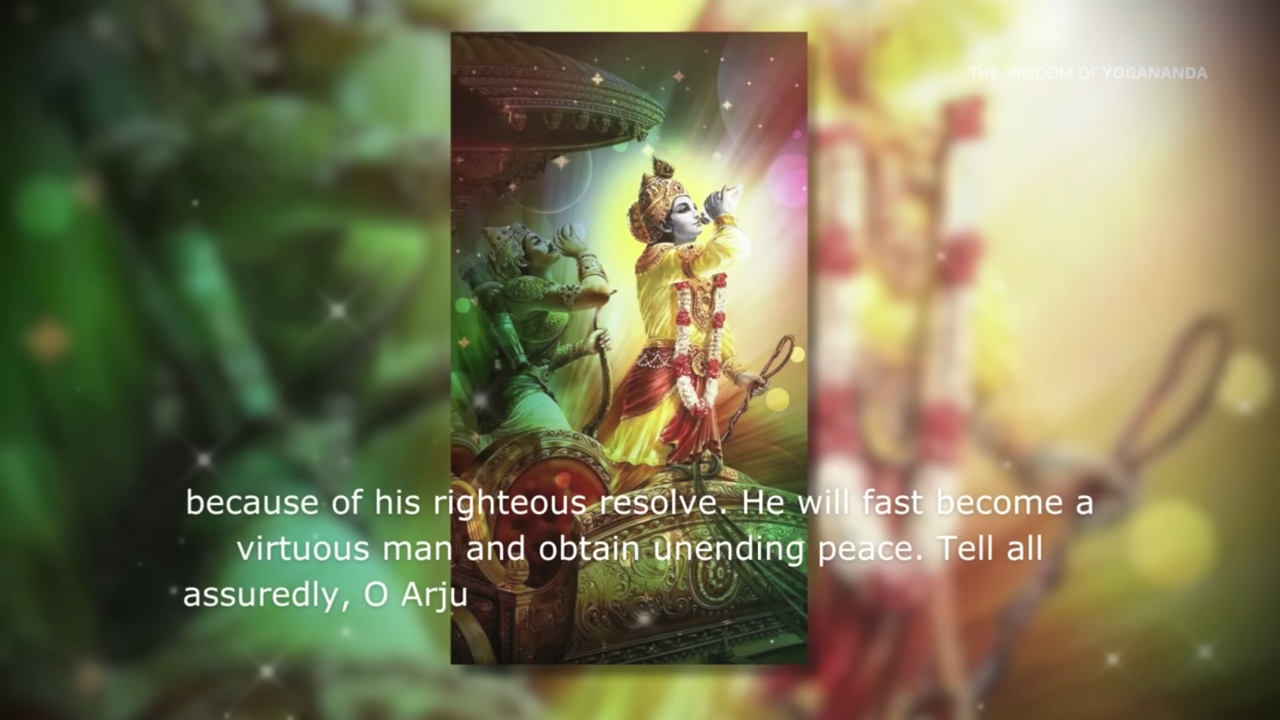 THE WISDOM OF YOGANANDA
because of his righteous resolve. He will fast become a
virtuous man and obtain unending peace. Tell all
assuredly, O Arju